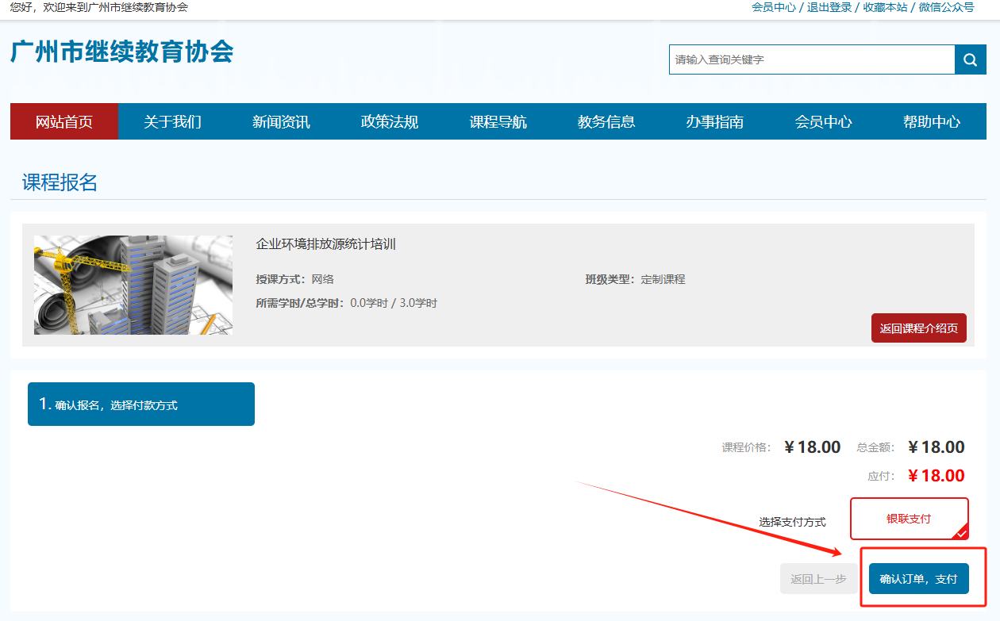 您好，欢迎来到广州市继续教育协会
会员中心 / 退出登录 / 收藏本站 / 微信公众号
广州市继续教育协会
请输入查询关键字
网站首页 关于我们 新闻资讯 政策法规 课程导航 教务信息 办事指南 会员中心 帮助中心
课程报名
企业环境排放源统计培训
授课方式：网络 班级类型：定制课程
所需学时/总学时：0.0学时 / 3.0学时
返回课程介绍页
1. 确认报名，选择付款方式
课程价格：￥18.00 总金额：￥18.00
应付：￥18.00
选择支付方式 银联支付
返回上一步 确认订单，支付